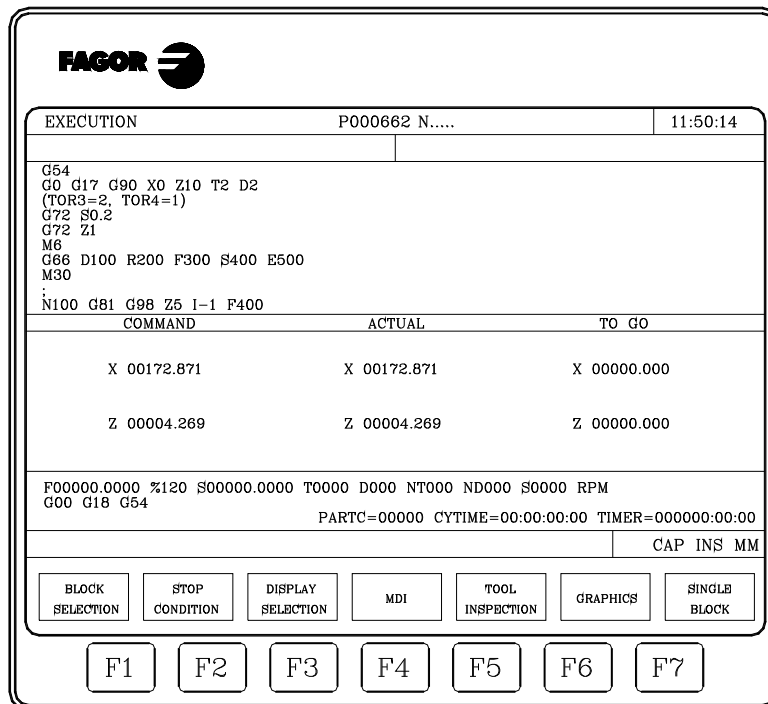 FAGOR
EXECUTION P000662 N..... 11:50:14
G54
G0 G17 G90 X0 Z10 T2 D2
(TOR3=2, TOR4=1)
G72 S0.2
G72 Z1
M6
G66 D100 R200 F300 S400 E500
M30
;
N100 G81 G98 Z5 I-1 F400
COMMAND ACTUAL TO GO
X 00172.871 X 00172.871 X 00000.000
Z 00004.269 Z 00004.269 Z 00000.000
F00000.0000 %120 S00000.0000 T0000 D000 NT000 ND000 S0000 RPM
G00 G18 G54
PARTC=00000 CYTIME=00:00:00:00 TIMER=000000:00:00
CAP INS MM
BLOCK SELECTION STOP CONDITION DISPLAY SELECTION MDI TOOL INSPECTION GRAPHICS SINGLE BLOCK
F1 F2 F3 F4 F5 F6 F7